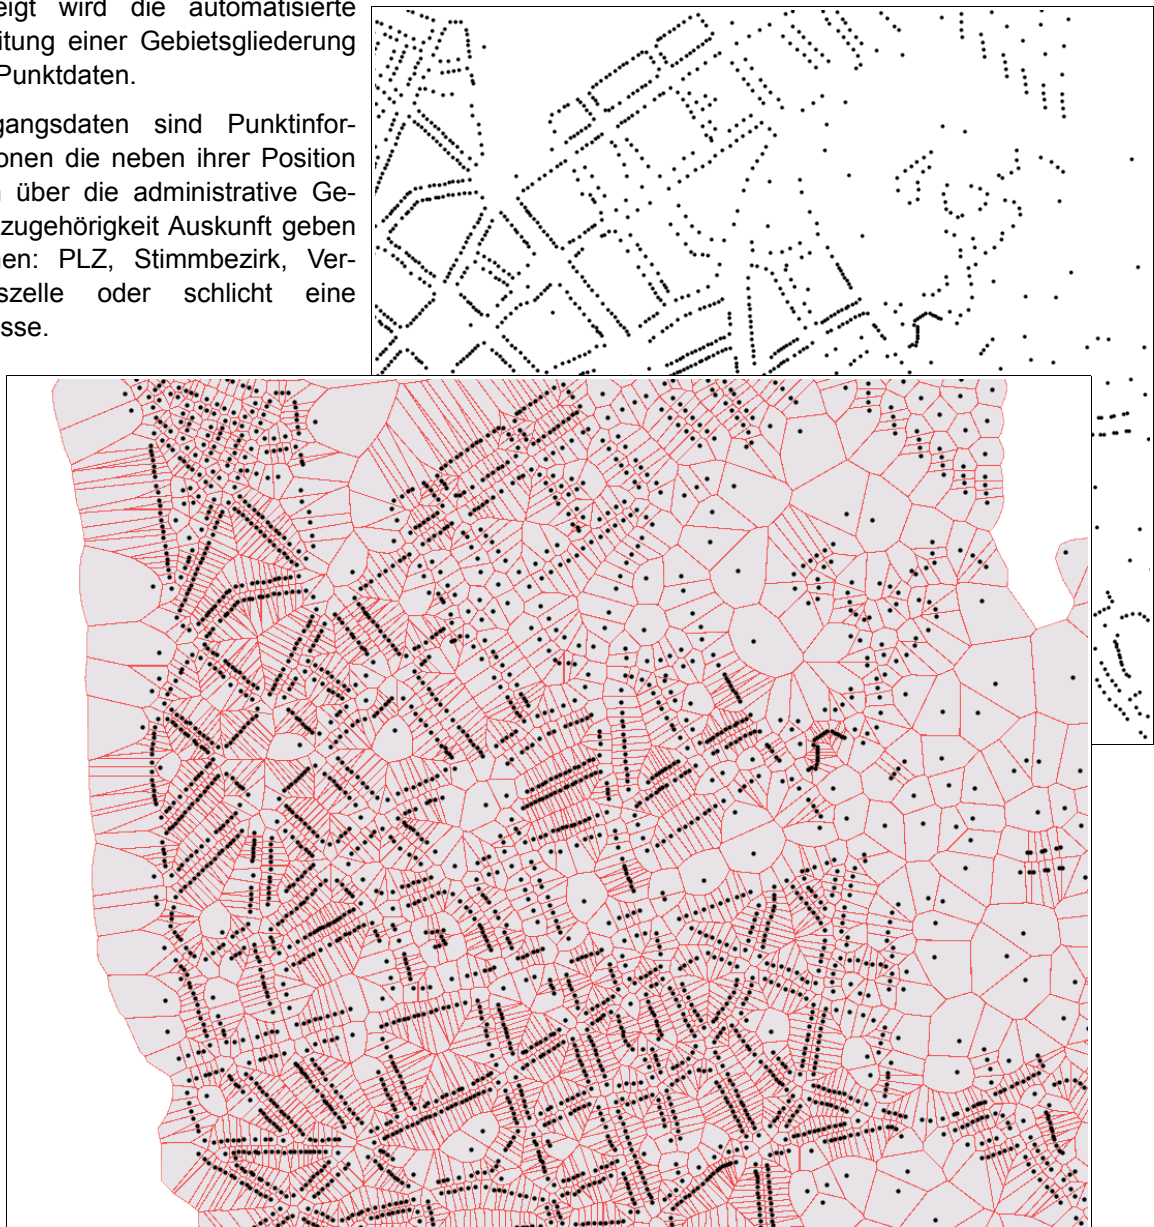 eigt wird die automatisierte
itung einer Gebietsgliederung
Punktdaten.
gangsdaten sind Punktinfor-
onen die neben ihrer Position
über die administrative Ge-
zugehörigkeit Auskunft geben
en: PLZ, Stimmbezirk, Ver-
szelle oder schlicht eine
sse.